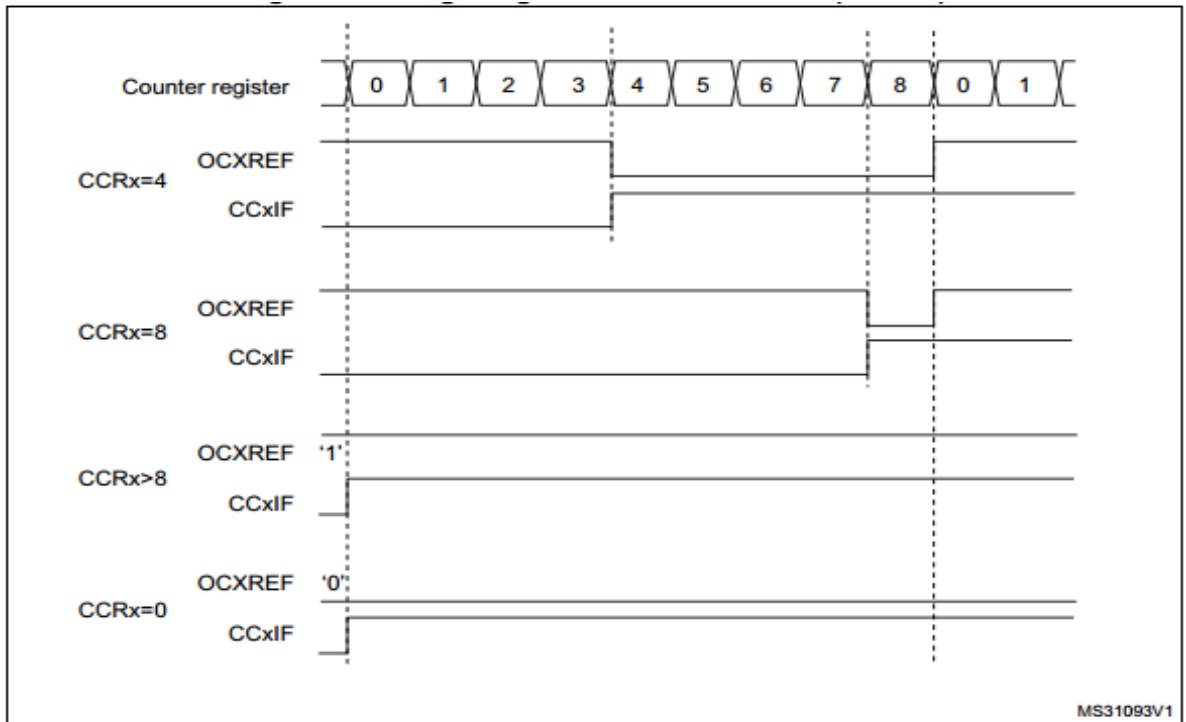 Counter register 0 1 2 3 4 5 6 7 8 0 1
OCXREF
CCRx=4
CCxIF
OCXREF
CCRx=8
CCxIF
OCXREF '1'
CCRx>8
CCxIF
OCXREF '0'
CCRx=0
CCxIF
MS31093V1